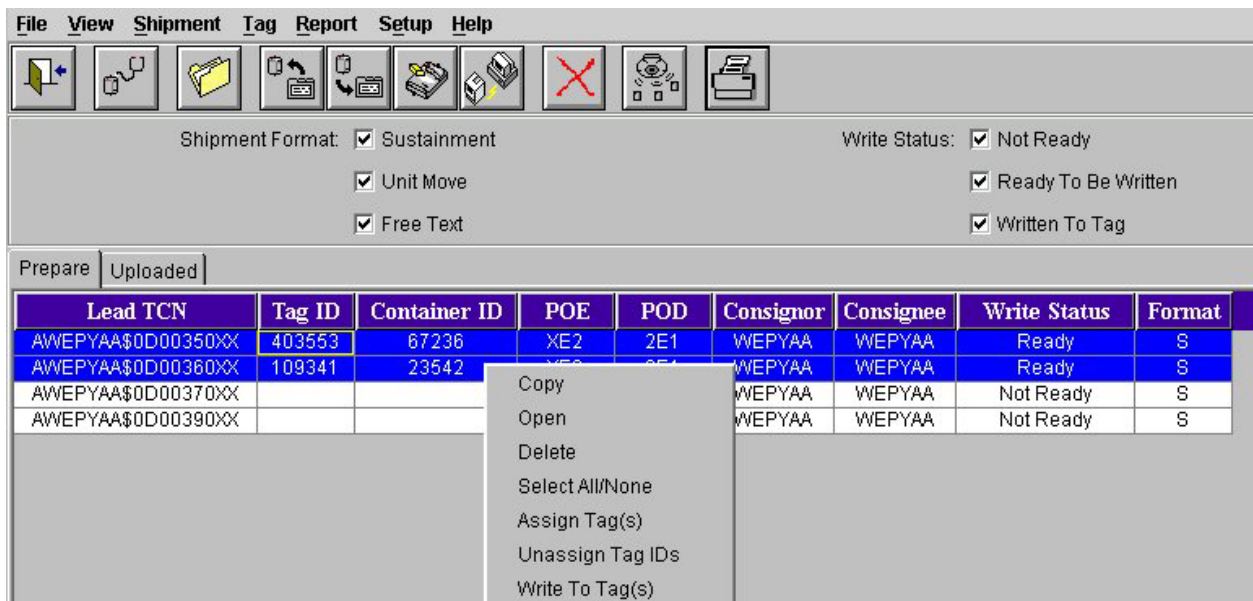 File View Shipment Tag Report Setup Help
Shipment Format: Sustainment Write Status: Not Ready
Unit Move Ready To Be Written
Free Text Written To Tag
Prepare Uploaded
Lead TCN Tag ID Container ID POE POD Consignor Consignee Write Status Format
AWEPYAA$0D00350XX 403553 67236 XE2 2E1 WEPYAA WEPYAA Ready S
AWEPYAA$0D00360XX 109341 23542 WEPYAA WEPYAA Ready S
AWEPYAA$0D00370XX WEPYAA WEPYAA Not Ready S
AWEPYAA$0D00390XX WEPYAA WEPYAA Not Ready S
Copy
Open
Delete
Select All/None
Assign Tag(s)
Unassign Tag IDs
Write To Tag(s)